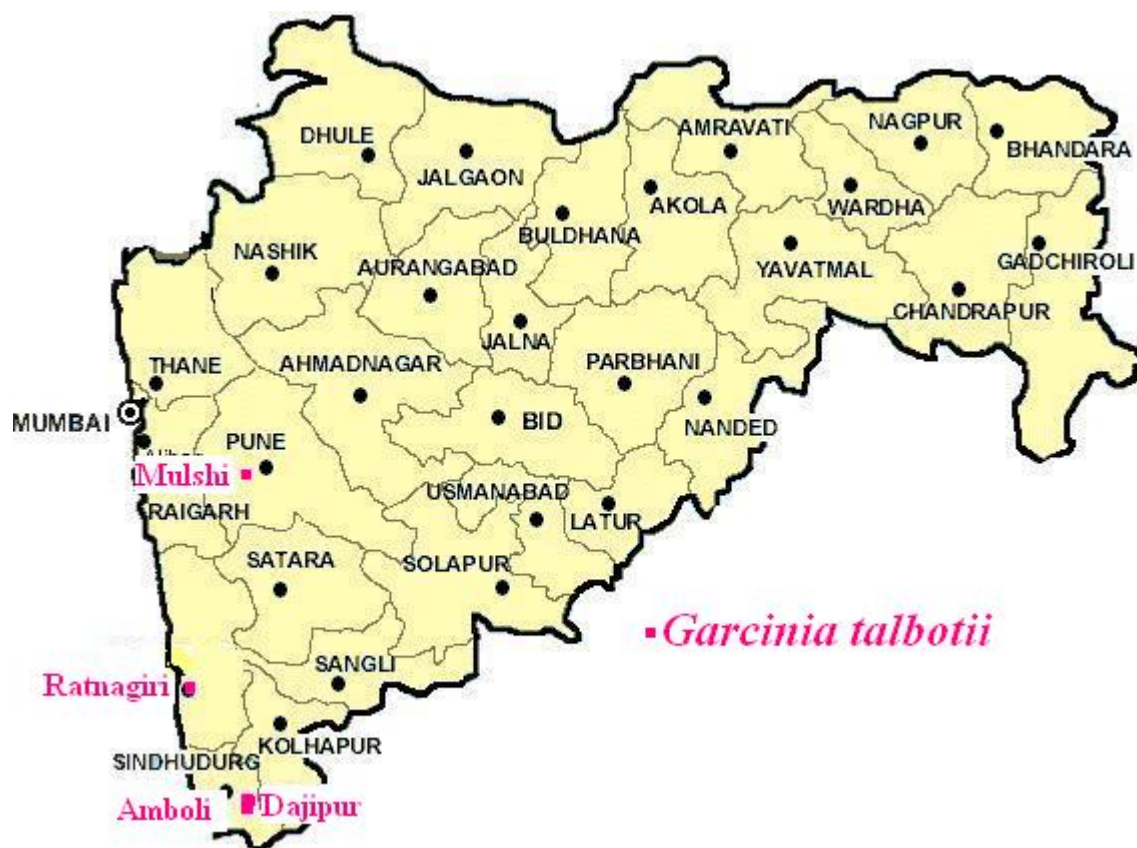 DHULE
JALGAON
AMRAVATI
NAGPUR
BHANDARA
AKOLA
WARDHA
BULDHANA
NASHIK
AURANGABAD
YAVATMAL
GADCHIROLI
CHANDRAPUR
JALNA
THANE
AHMADNAGAR
PARBHANI
MUMBAI
BID
NANDED
PUNE
Mulshi
USMANABAD
RAIGARH
LATUR
SATARA
SOLAPUR
Garcinia talbotii
SANGLI
Ratnagiri
KOLHAPUR
SINDHUDURG
Amboli
Dajipur